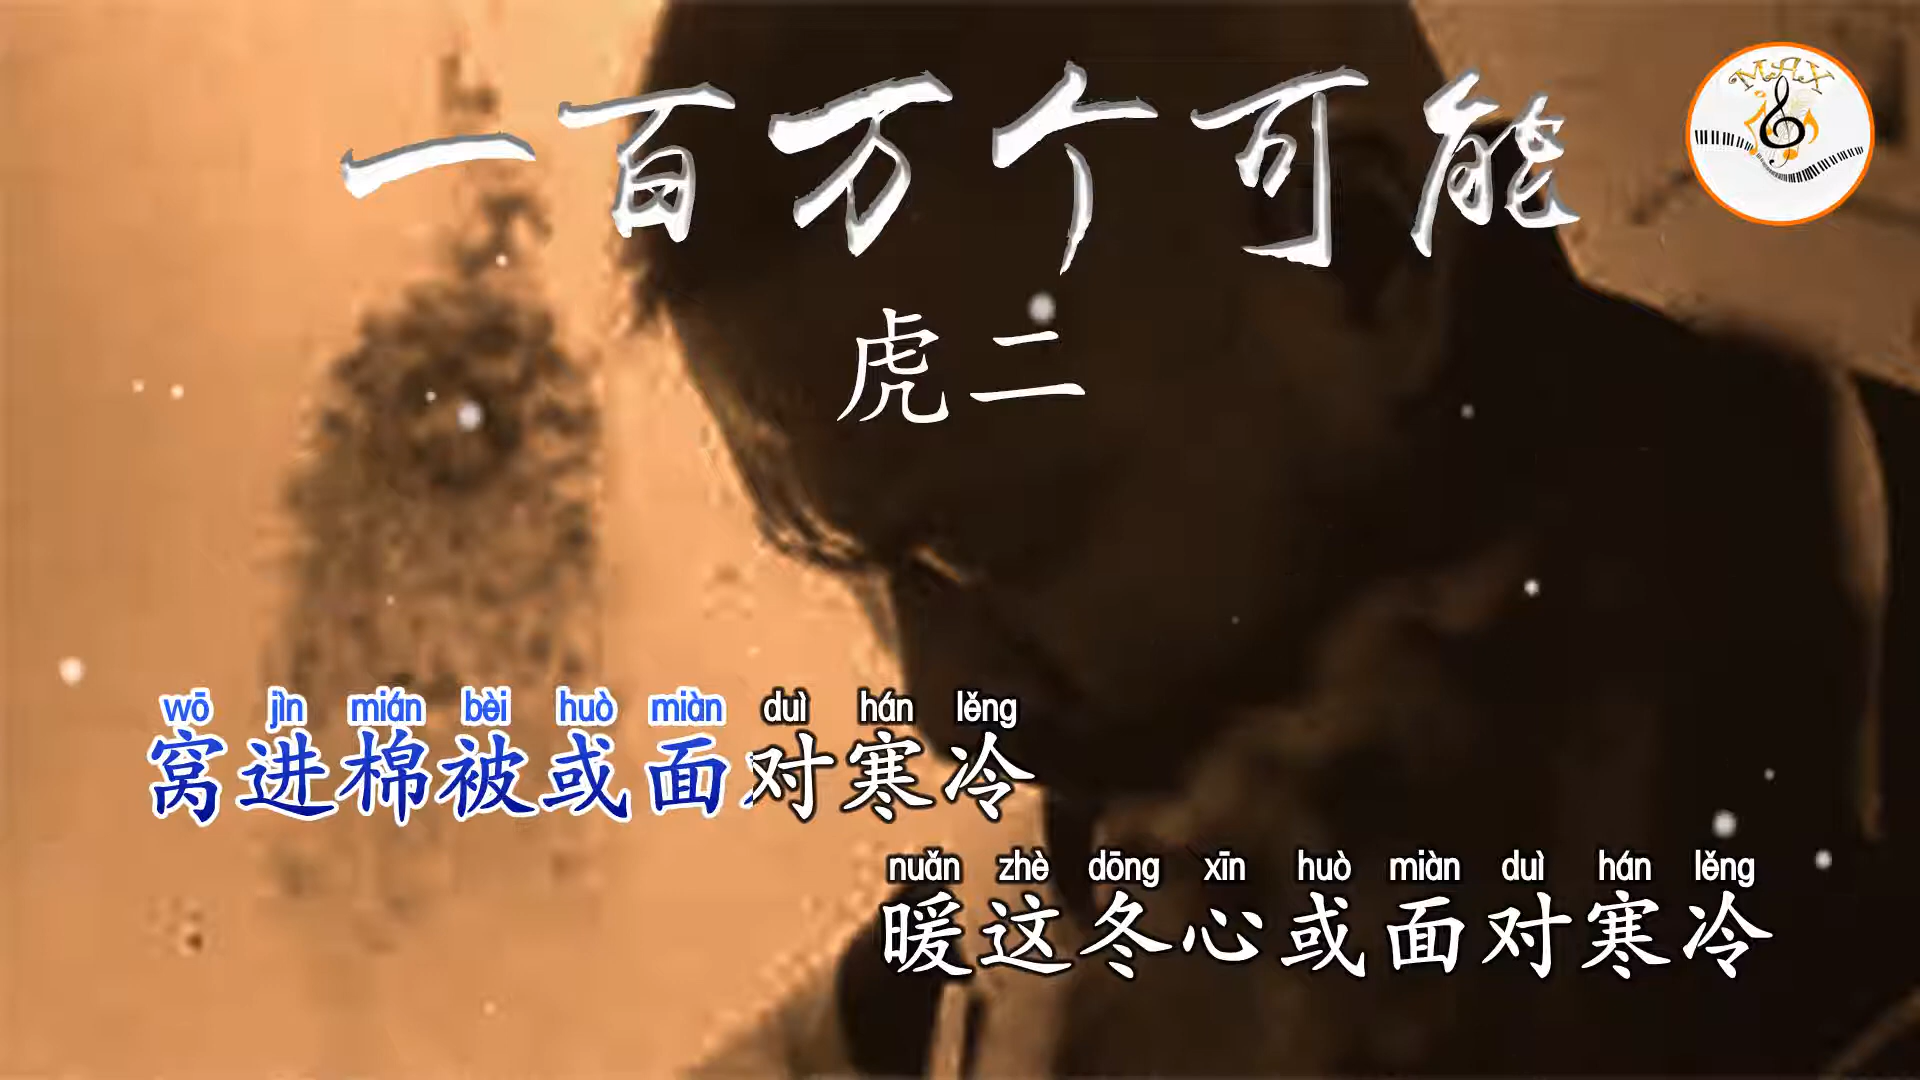 一百万个可能
MAX
虎二
wō jìn mián bèi huò miàn duì hán lěng
窝进棉被或面对寒冷
nuǎn zhè dōng xīn huò miàn duì hán lěng
暖这冬心或面对寒冷